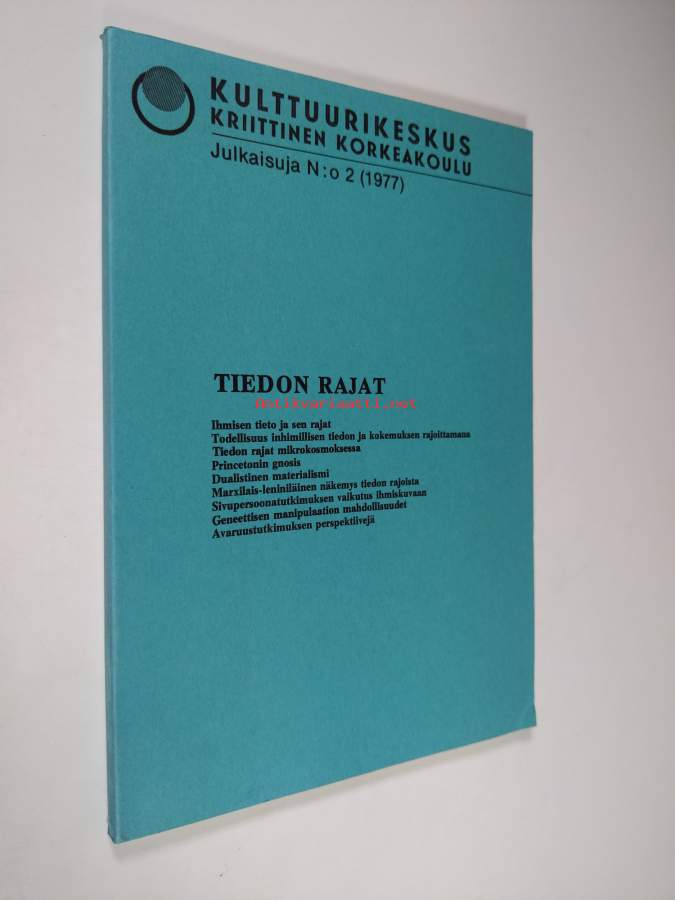 KULTTUURIKESKUS
KRIITTINEN KORKEAKOULU
Julkaisuja N:o 2 (1977)
TIEDON RAJAT
Antikvariaatti.net
Ihmisen tieto ja sen rajat
Todellisuus inhimillisen tiedon ja kokemuksen rajoittamana
Tiedon rajat mikrokosmoksessa
Princetonin gnosis
Dualistinen materialismi
Marxilais-leniniläinen näkemys tiedon rajoista
Sivupersoonatutkimuksen vaikutus ihmiskuvaan
Geneettisen manipulaation mahdollisuudet
Avaruustutkimuksen perspektiivejä